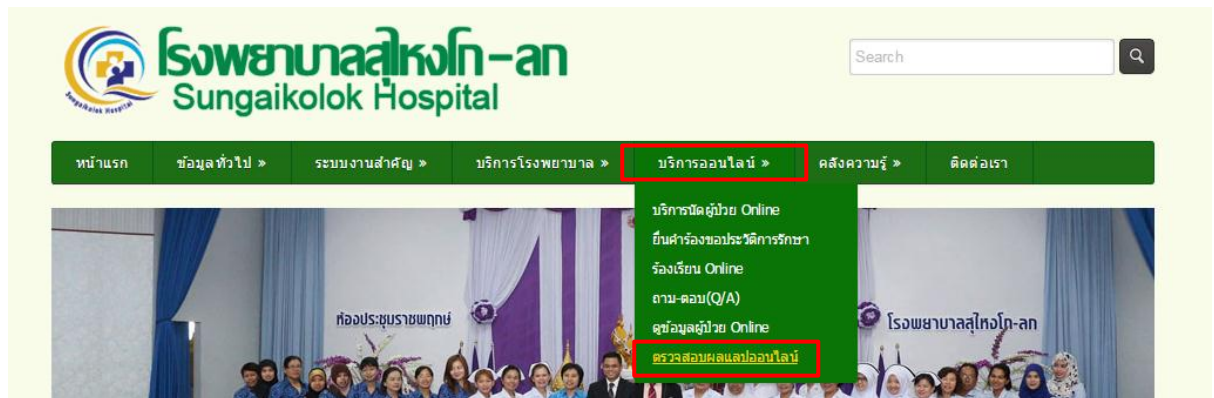 โรงพยาบาลสุไหงโก-ลก
Sungaikolok Hospital
Sungaikolok Hospital
Search
หน้าแรก ข้อมูลทั่วไป » ระบบงานสำคัญ » บริการโรงพยาบาล » บริการออนไลน์ » คลังความรู้ » ติดต่อเรา
บริการนัดผู้ป่วย Online
ยื่นคำร้องขอประวัติการรักษา
ร้องเรียน Online
ถาม-ตอบ(Q/A)
ดูข้อมูลผู้ป่วย Online
ตรวจสอบผลแลปออนไลน์
ห้องประชุมราชพฤกษ์
โรงพยาบาลสุไหงโก-ลก